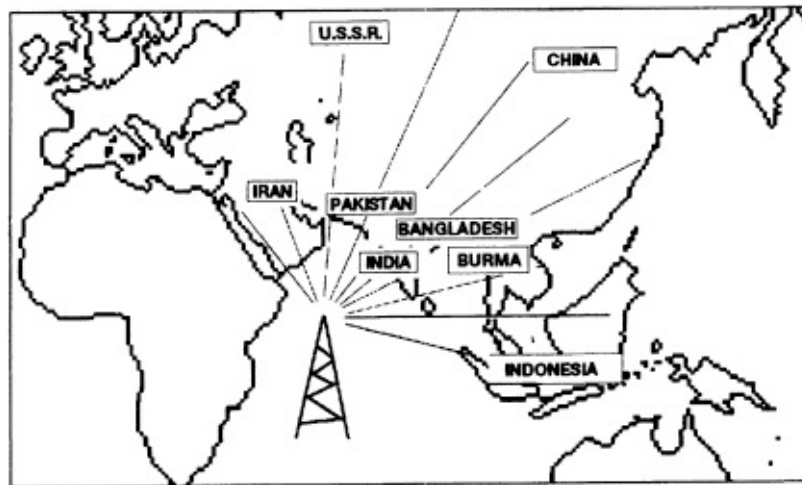 U.S.S.R.
CHINA
IRAN
PAKISTAN
BANGLADESH
INDIA
BURMA
INDONESIA